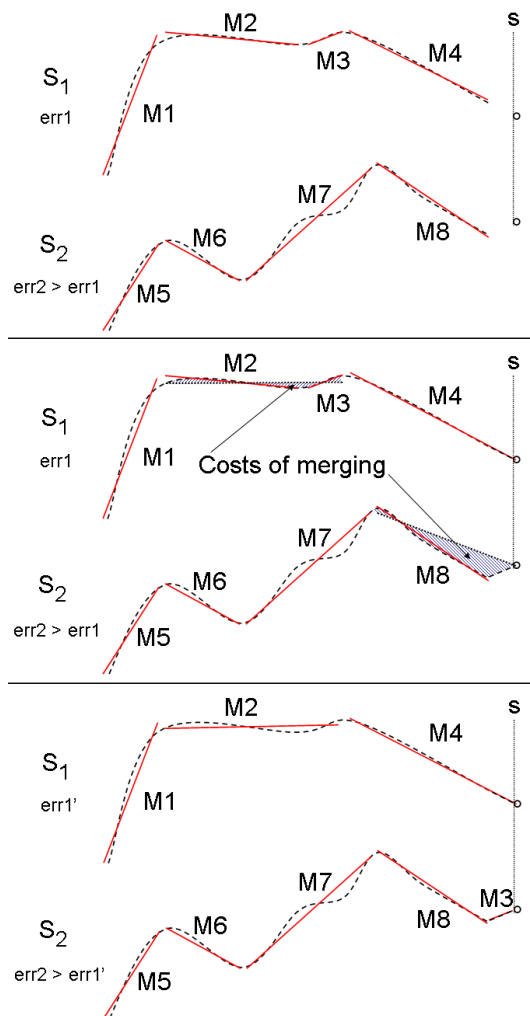 s
M2
M3
M4
S1
err1
M1
M7
M6
S2
M8
err2 > err1
M5
s
M2
M4
M3
S1
err1
M1
Costs of merging
M7
M6
M8
S2
err2 > err1
M5
s
M2
M4
S1
err1'
M1
M7
M3
M6
M8
S2
err2 > err1'
M5